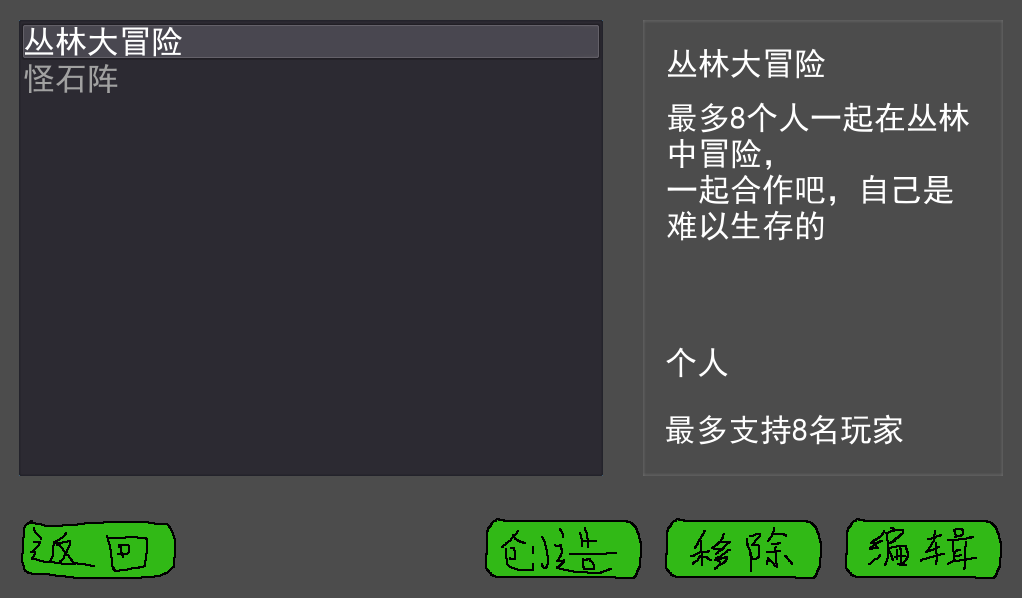 丛林大冒险
怪石阵
丛林大冒险
最多8个人一起在丛林
中冒险，
一起合作吧，自己是
难以生存的
个人
最多支持8名玩家
返回
创造
移除
编辑